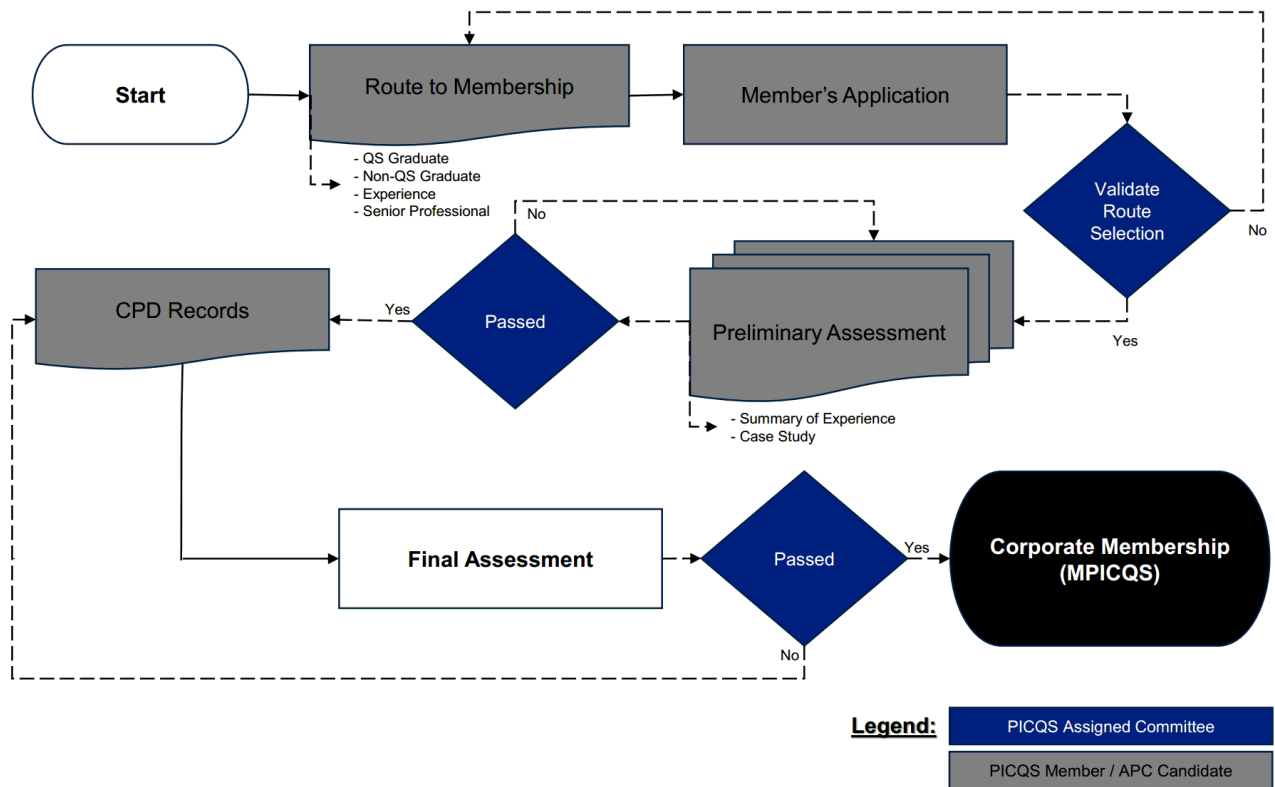 Start
Route to Membership
Member's Application
- QS Graduate
- Non-QS Graduate
- Experience
- Senior Professional
Validate
Route
Selection
No
Yes
No
Preliminary Assessment
- Summary of Experience
- Case Study
Passed
Yes
CPD Records
Final Assessment
Passed
Yes
No
Corporate Membership
(MPICQS)
Legend:
PICQS Assigned Committee
PICQS Member / APC Candidate